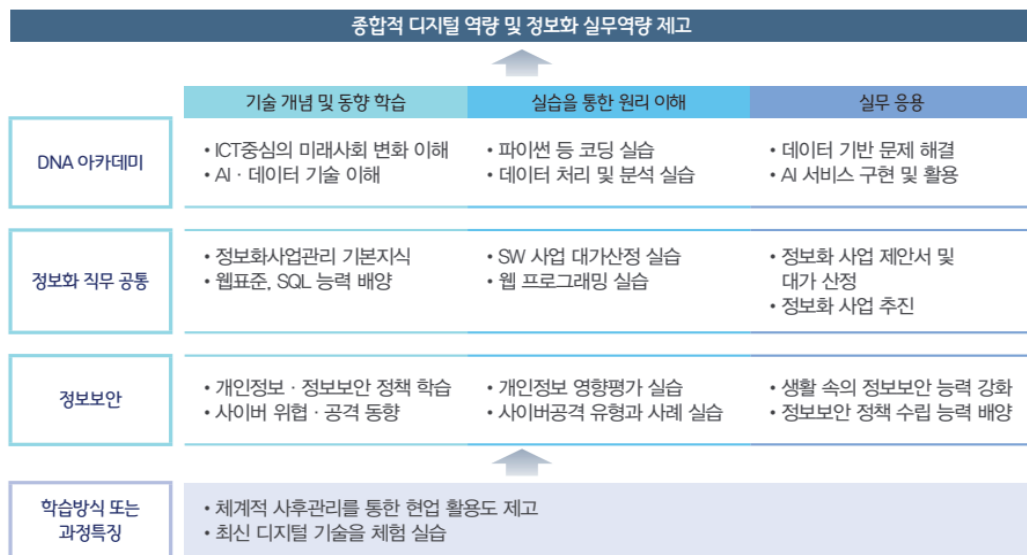 종합적 디지털 역량 및 정보화 실무역량 제고
기술 개념 및 동향 학습
실습을 통한 원리 이해
실무 응용
DNA 아카데미
• ICT중심의 미래사회 변화 이해
• AI · 데이터 기술 이해
• 파이썬 등 코딩 실습
• 데이터 처리 및 분석 실습
• 데이터 기반 문제 해결
• AI 서비스 구현 및 활용
정보화 직무 공통
• 정보화사업관리 기본지식
• 웹표준, SQL 능력 배양
• SW 사업 대가산정 실습
• 웹 프로그래밍 실습
• 정보화 사업 제안서 및
대가 산정
• 정보화 사업 추진
정보보안
• 개인정보 · 정보보안 정책 학습
• 사이버 위협 · 공격 동향
• 개인정보 영향평가 실습
• 사이버공격 유형과 사례 실습
• 생활 속의 정보보안 능력 강화
• 정보보안 정책 수립 능력 배양
학습방식 또는
과정특징
• 체계적 사후관리를 통한 현업 활용도 제고
• 최신 디지털 기술을 체험 실습